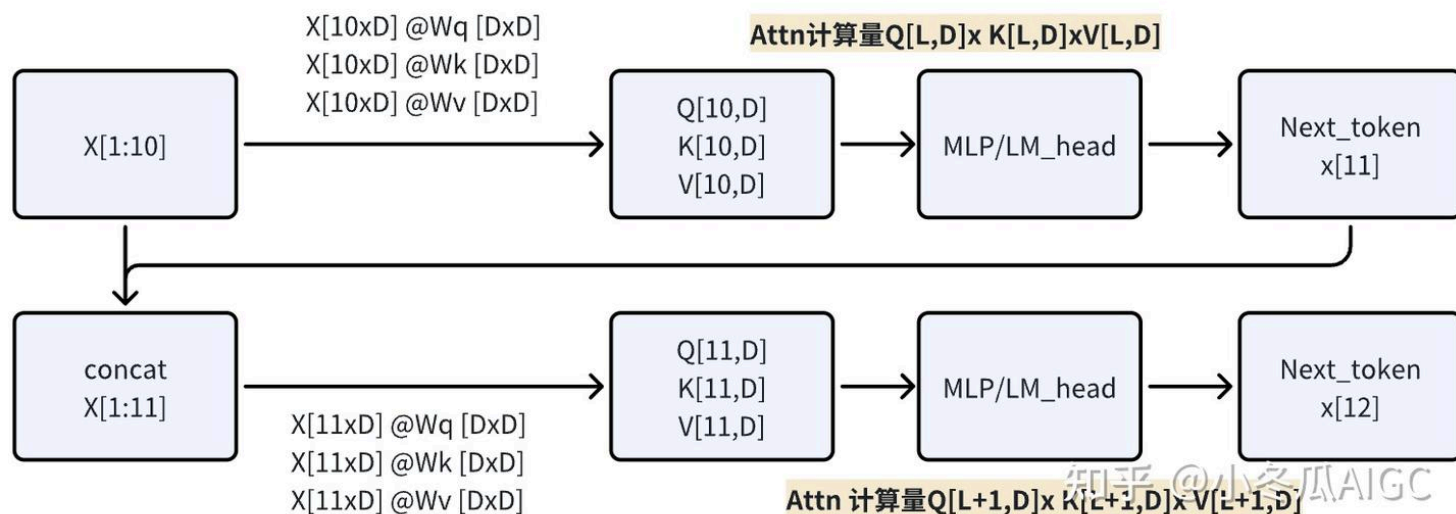 X[10xD] @Wq [DxD]
X[10xD] @Wk [DxD]
X[10xD] @Wv [DxD]
Attn计算量Q[L,D]x K[L,D]xV[L,D]
X[1:10]
Q[10,D]
K[10,D]
V[10,D]
MLP/LM_head
Next_token
x[11]
concat
X[1:11]
X[11xD] @Wq [DxD]
X[11xD] @Wk [DxD]
X[11xD] @Wv [DxD]
Q[11,D]
K[11,D]
V[11,D]
MLP/LM_head
Next_token
x[12]
Attn 计算量Q[L+1,D]x K[L+1,D]x V[L+1,D]
知乎 @小冬瓜AIGC